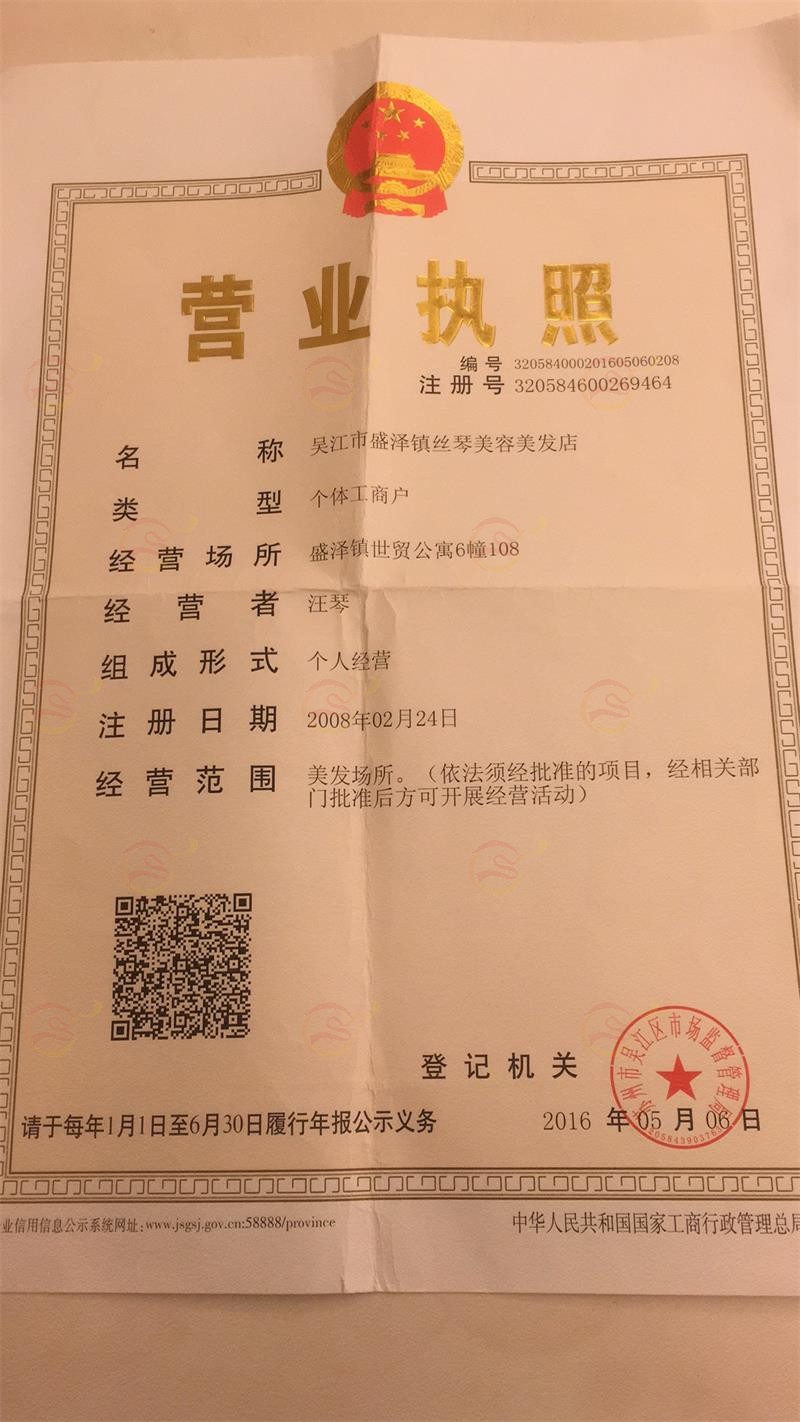 营业执照
编号 320584000201605060208
注册号 320584600269464
名称 吴江市盛泽镇丝琴美容美发店
类型 个体工商户
经营场所 盛泽镇世贸公寓6幢108
经营者 汪琴
组成形式 个人经营
注册日期 2008年02月24日
经营范围 美发场所。（依法须经批准的项目，经相关部
门批准后方可开展经营活动）
登记机关
苏州市吴江区市场监督管理局
请于每年1月1日至6月30日履行年报公示义务
2016 年 05 月 06 日
业信用信息公示系统网址：www.jsgsj.gov.cn:58888/province
中华人民共和国国家工商行政管理总局